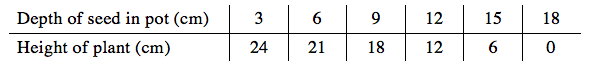 Depth of seed in pot (cm) 3 6 9 12 15 18
Height of plant (cm) 24 21 18 12 6 0